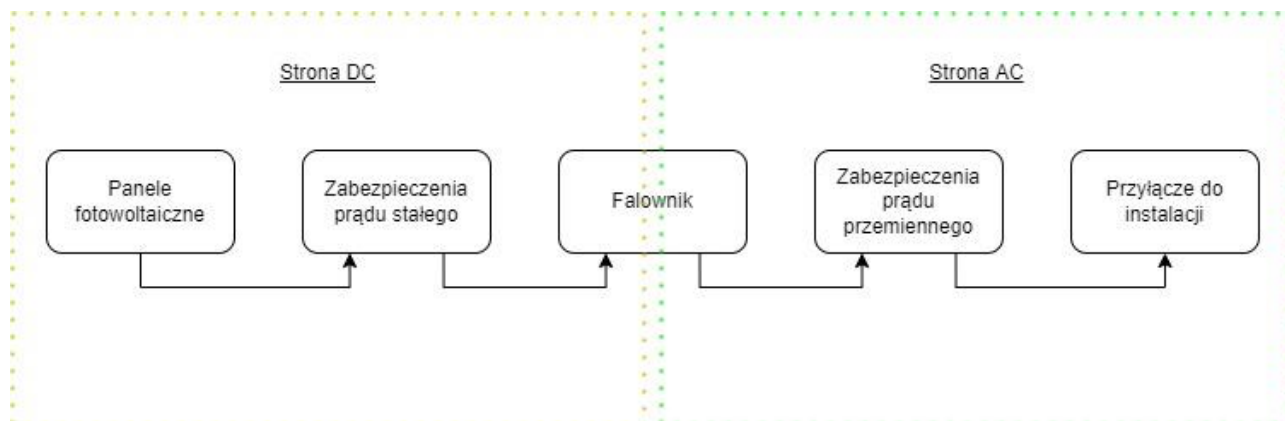 Strona DC
Strona AC
Panele
fotowoltaiczne
Zabezpieczenia
prądu stałego
Falownik
Zabezpieczenia
prądu
przemiennego
Przyłącze do
instalacji